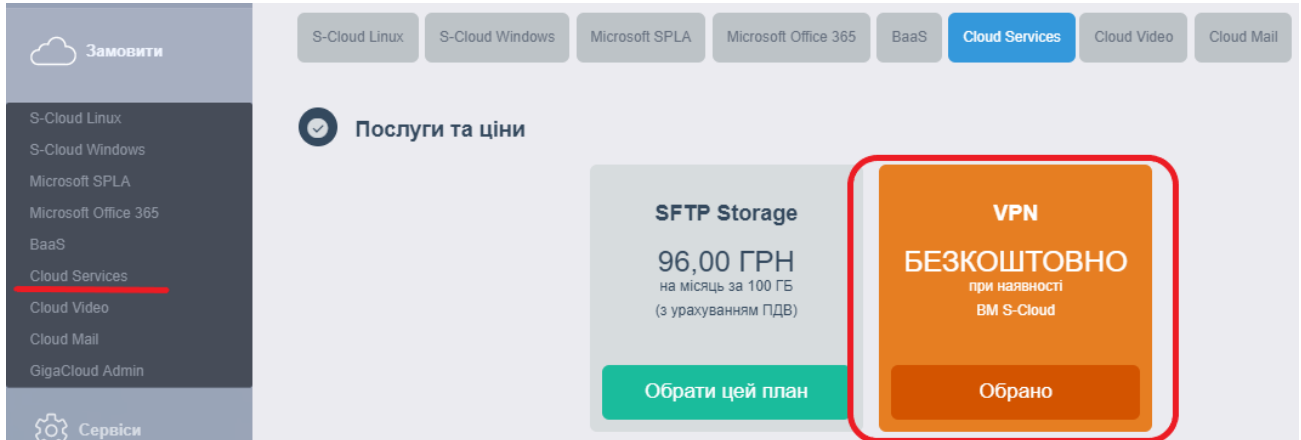 Замовити
S-Cloud Linux
S-Cloud Windows
Microsoft SPLA
Microsoft Office 365
BaaS
Cloud Services
Cloud Video
Cloud Mail
GigaCloud Admin
Сервіси
S-Cloud Linux S-Cloud Windows Microsoft SPLA Microsoft Office 365 BaaS Cloud Services Cloud Video Cloud Mail
Послуги та ціни
SFTP Storage
96,00 ГРН
на місяць за 100 ГБ
(з урахуванням ПДВ)
Обрати цей план
VPN
БЕЗКОШТОВНО
при наявності
ВМ S-Cloud
Обрано